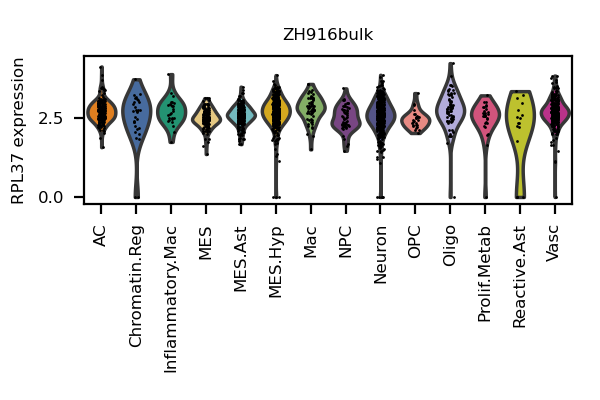 ZH916bulk
RPL37 expression
2.5
0.0
AC
Chromatin.Reg
Inflammatory.Mac
MES
MES.Ast
MES.Hyp
Mac
NPC
Neuron
OPC
Oligo
Prolif.Metab
Reactive.Ast
Vasc